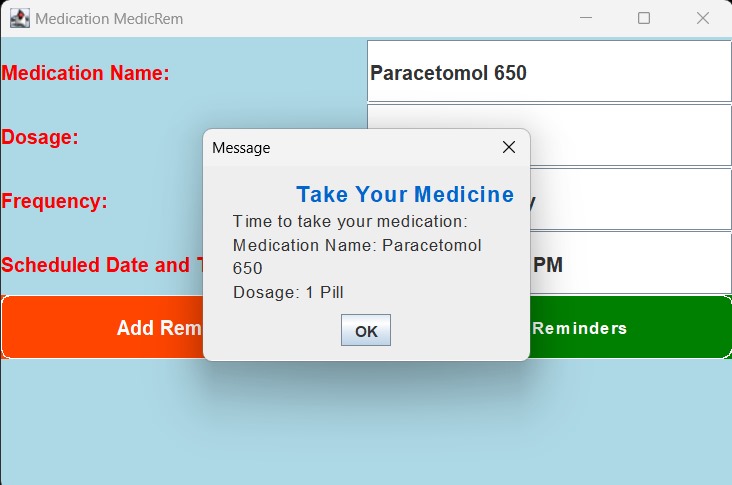 Medication MedicRem
Medication Name:
Paracetomol 650
Dosage:
Message
Take Your Medicine
Time to take your medication:
Medication Name: Paracetomol
650
Dosage: 1 Pill
OK
Frequency:
Scheduled Date and
PM
Add
Reminders